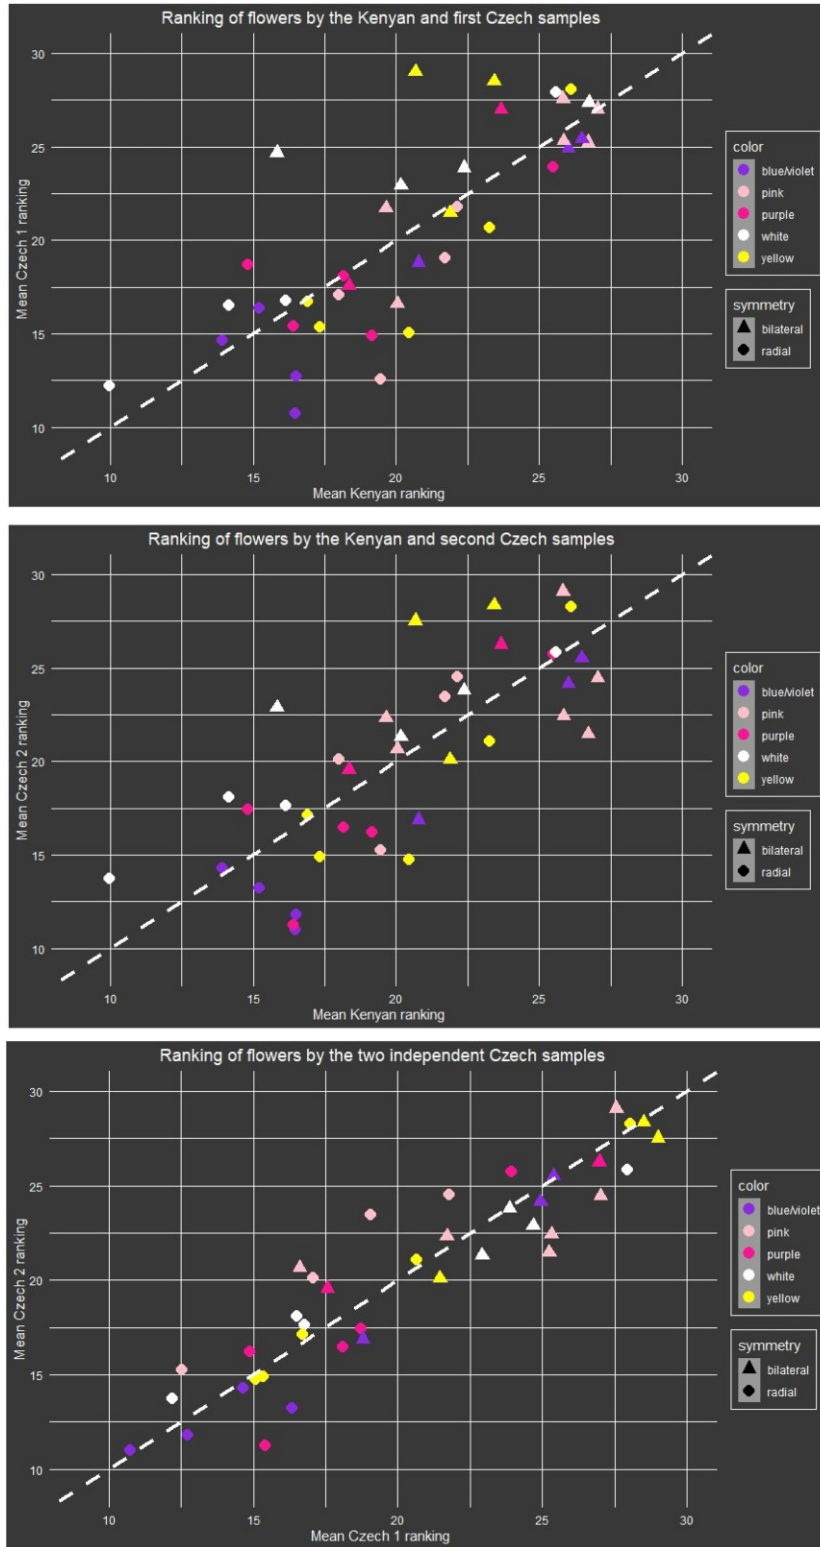 Ranking of flowers by the Kenyan and first Czech samples
30
25
20
15
10
Mean Czech 1 ranking
10 15 20 25 30
Mean Kenyan ranking
color
blue/violet
pink
purple
white
yellow
symmetry
bilateral
radial
Ranking of flowers by the Kenyan and second Czech samples
30
25
20
15
10
Mean Czech 2 ranking
10 15 20 25 30
Mean Kenyan ranking
color
blue/violet
pink
purple
white
yellow
symmetry
bilateral
radial
Ranking of flowers by the two independent Czech samples
30
25
20
15
10
Mean Czech 2 ranking
10 15 20 25 30
Mean Czech 1 ranking
color
blue/violet
pink
purple
white
yellow
symmetry
bilateral
radial